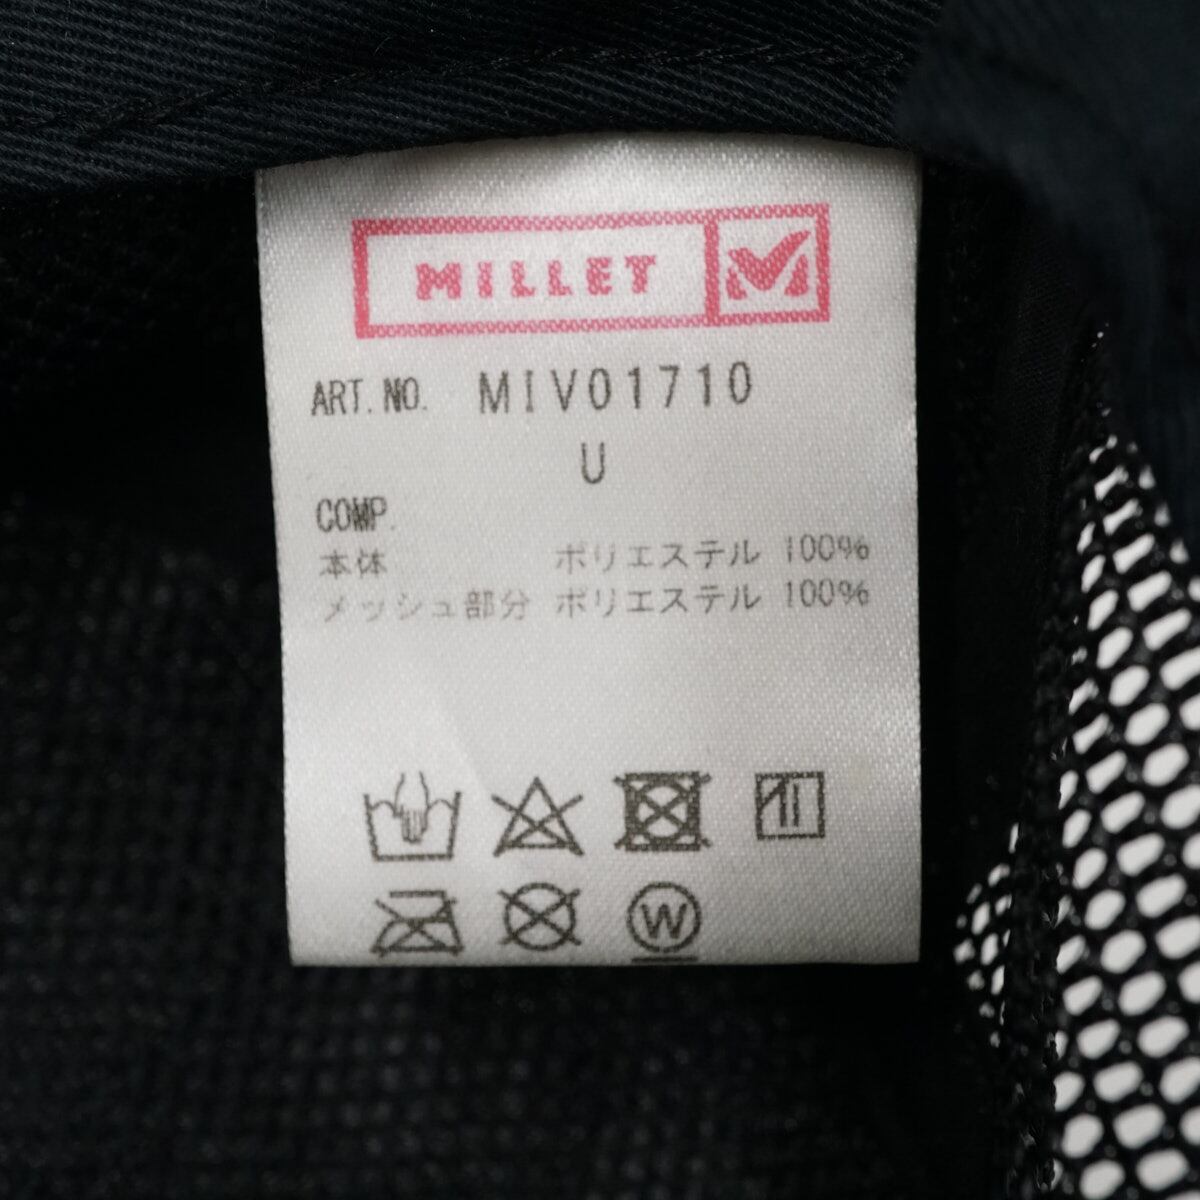 MILLET
ART. NO. MIV01710
U
COMP.
本体 ポリエステル 100%
メッシュ部分 ポリエステル 100%
W